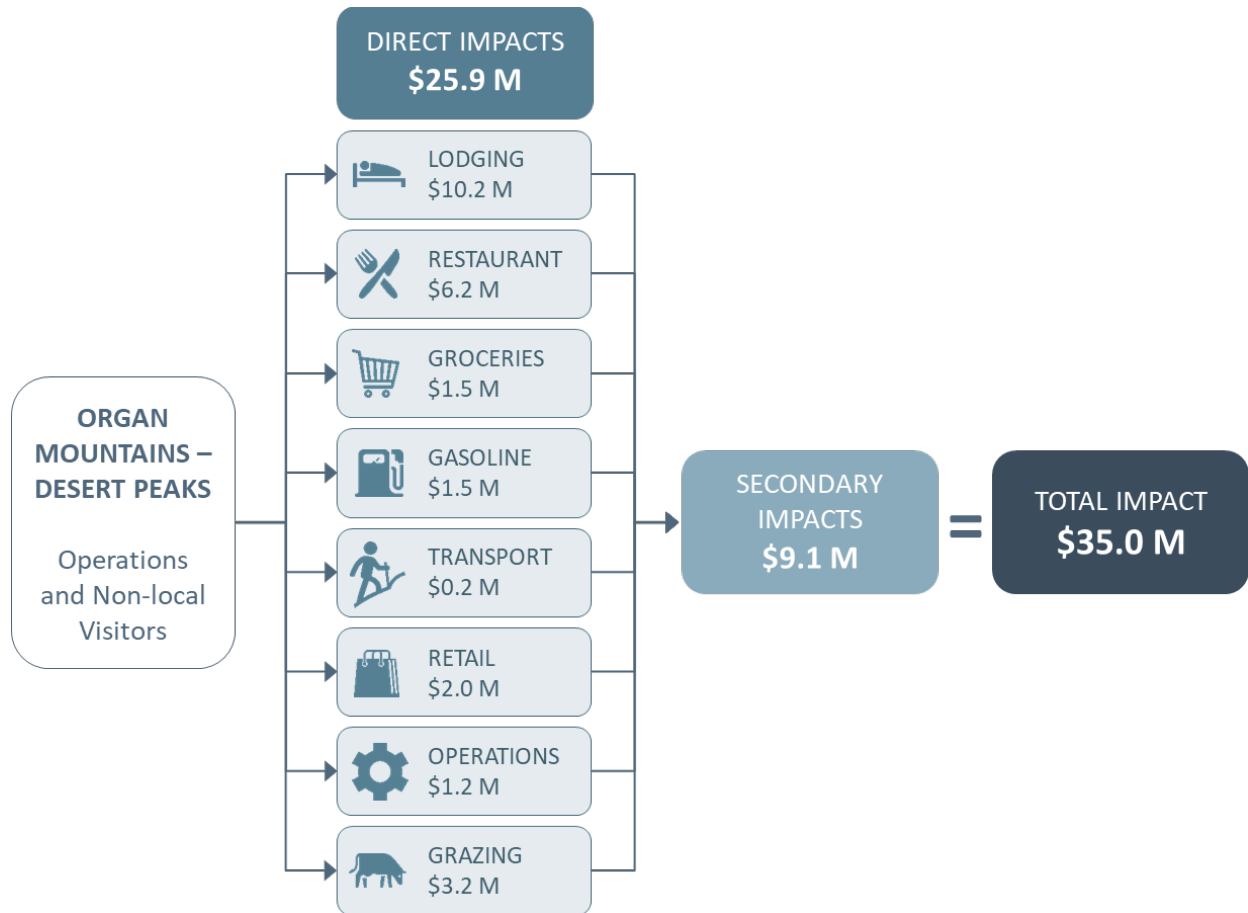 DIRECT IMPACTS
$25.9 M
LODGING
$10.2 M
RESTAURANT
$6.2 M
GROCERIES
$1.5 M
GASOLINE
$1.5 M
TRANSPORT
$0.2 M
RETAIL
$2.0 M
OPERATIONS
$1.2 M
GRAZING
$3.2 M
ORGAN
MOUNTAINS –
DESERT PEAKS
Operations
and Non-local
Visitors
SECONDARY
IMPACTS
$9.1 M
=
TOTAL IMPACT
$35.0 M